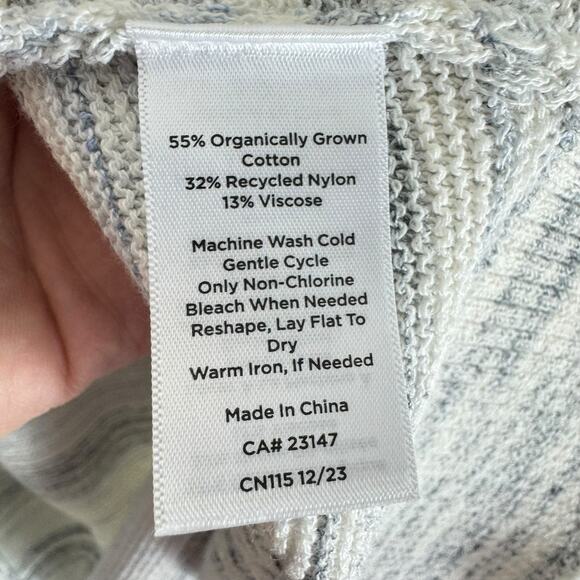 55% Organically Grown
Cotton
32% Recycled Nylon
13% Viscose
Machine Wash Cold
Gentle Cycle
Only Non-Chlorine
Bleach When Needed
Reshape, Lay Flat To
Dry
Warm Iron, If Needed
Made In China
CA# 23147
CN115 12/23